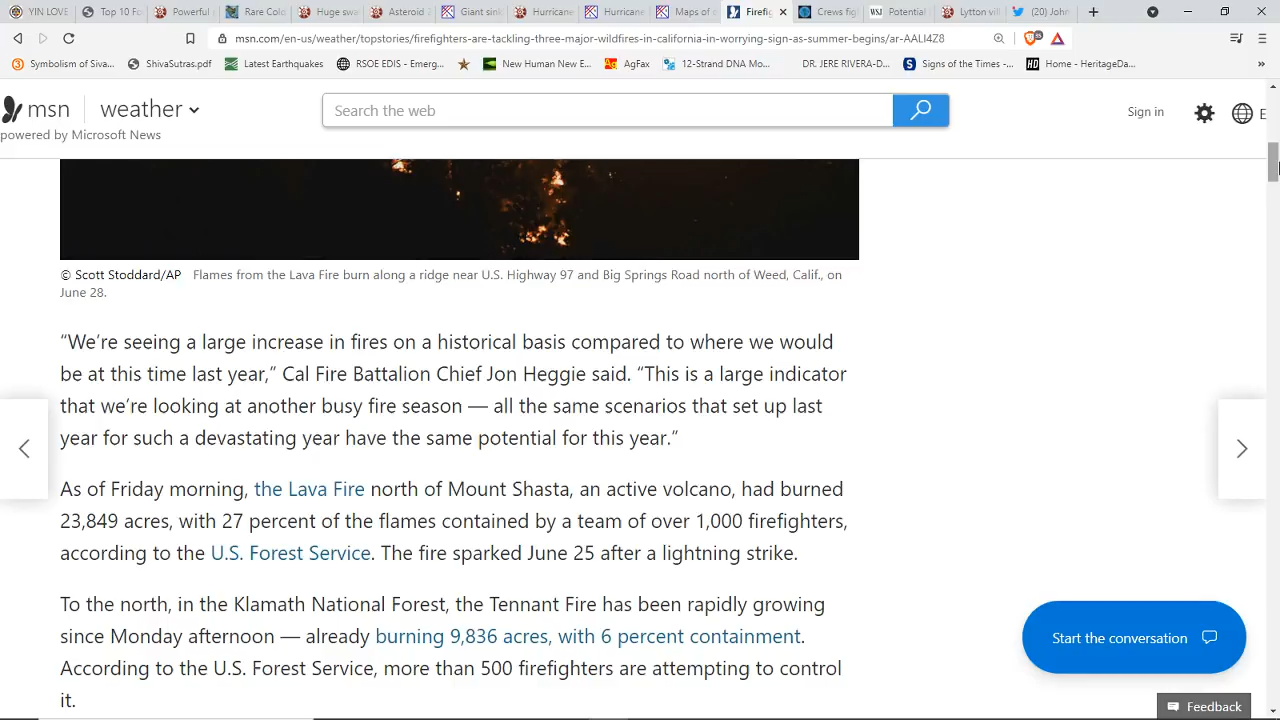 YIN LOVE
Top 10 Fo
Powerful s
Rare Colo
Huge swa
Asteroid 2
Giant sink
Hurricane
Hurricane
Maps of d
Firefig
Crews figh
Potential
Lytton vill
(20) John
msn.com/en-us/weather/topstories/firefighters-are-tackling-three-major-wildfires-in-california-in-worrying-sign-as-summer-begins/ar-AALI4Z8
Symbolism of Siva...
ShivaSutras.pdf
Latest Earthquakes
RSOE EDIS - Emerg...
New Human New E...
AgFax
12-Strand DNA Mo...
DR. JERE RIVERA-D...
Signs of the Times -...
Home - HeritageDa...
msn weather
Search the web
Sign in
E
powered by Microsoft News
© Scott Stoddard/AP Flames from the Lava Fire burn along a ridge near U.S. Highway 97 and Big Springs Road north of Weed, Calif., on
June 28.
“We’re seeing a large increase in fires on a historical basis compared to where we would
be at this time last year,” Cal Fire Battalion Chief Jon Heggie said. “This is a large indicator
that we’re looking at another busy fire season — all the same scenarios that set up last
year for such a devastating year have the same potential for this year.”
As of Friday morning, the Lava Fire north of Mount Shasta, an active volcano, had burned
23,849 acres, with 27 percent of the flames contained by a team of over 1,000 firefighters,
according to the U.S. Forest Service. The fire sparked June 25 after a lightning strike.
To the north, in the Klamath National Forest, the Tennant Fire has been rapidly growing
since Monday afternoon — already burning 9,836 acres, with 6 percent containment.
According to the U.S. Forest Service, more than 500 firefighters are attempting to control
it.
Start the conversation
Feedback